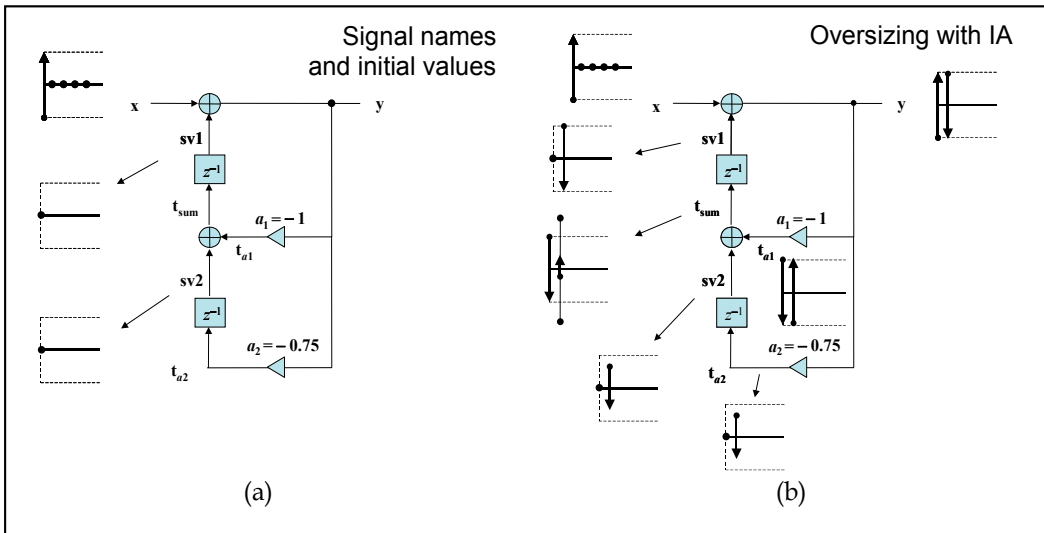 Signal names
and initial values
x
y
sv1
z⁻¹
t_sum
a₁ = – 1
t_a1
sv2
z⁻¹
a₂ = – 0.75
t_a2
(a)
Oversizing with IA
x
y
sv1
z⁻¹
t_sum
a₁ = – 1
t_a1
sv2
z⁻¹
a₂ = – 0.75
t_a2
(b)